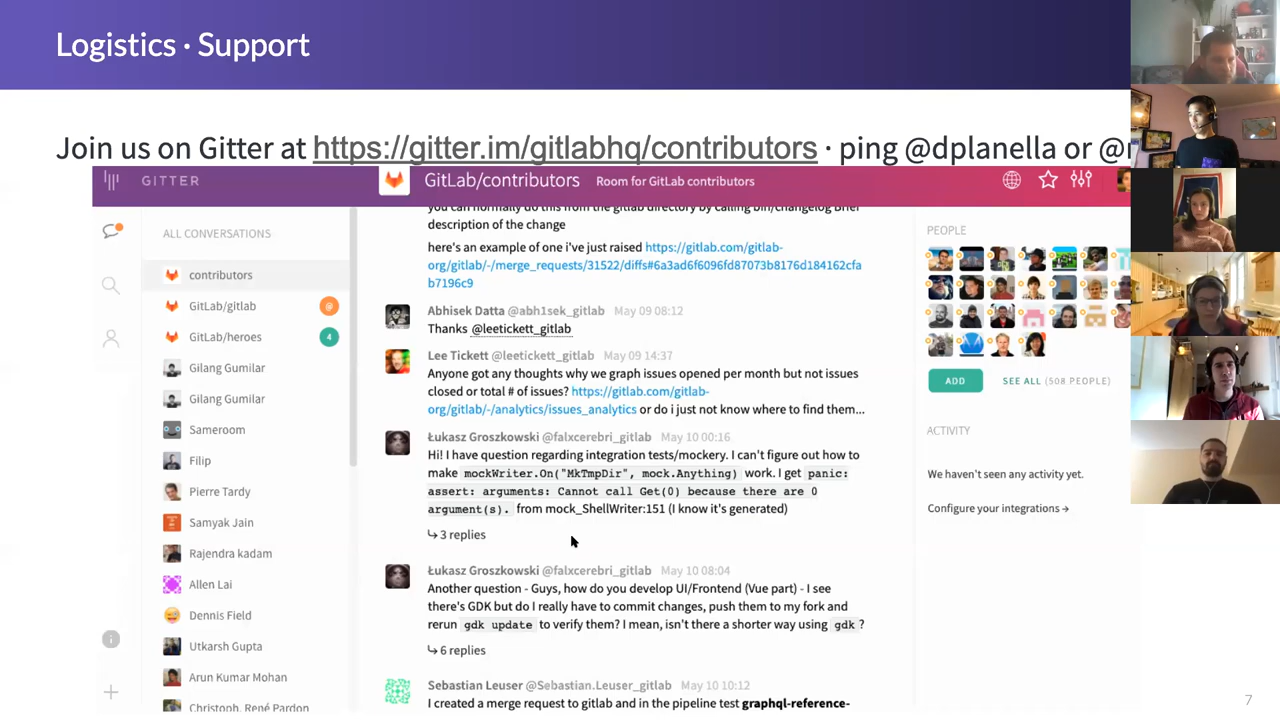 Logistics · Support
Join us on Gitter at https://gitter.im/gitlabhq/contributors · ping @dplanella or @
GITTER
GitLab/contributors Room for GitLab contributors
ALL CONVERSATIONS
contributors
GitLab/gitlab @
GitLab/heroes 4
Gilang Gumilar
Gilang Gumilar
Sameroom
Filip
Pierre Tardy
Samyak Jain
Rajendra kadam
Allen Lai
Dennis Field
Utkarsh Gupta
Arun Kumar Mohan
Christoph, René Pardon
you can normally do this from the gitlab directory by calling bin/changelog Brief
description of the change
here's an example of one i've just raised https://gitlab.com/gitlab-
org/gitlab/-/merge_requests/31522/diffs#6a3ad6f6096fd87073b8176d184162cfa
b7196c9
Abhisek Datta @abh1sek_gitlab May 09 08:12
Thanks @leetickett_gitlab
Lee Tickett @leetickett_gitlab May 09 14:37
Anyone got any thoughts why we graph issues opened per month but not issues
closed or total # of issues? https://gitlab.com/gitlab-
org/gitlab/-/analytics/issues_analytics or do i just not know where to find them...
Łukasz Groszkowski @falxcerebri_gitlab May 10 00:16
Hi! I have question regarding integration tests/mockery. I can't figure out how to
make mockWriter.On("MkTmpDir", mock.Anything) work. I get panic:
assert: arguments: Cannot call Get(0) because there are 0
argument(s). from mock_ShellWriter:151 (I know it's generated)
3 replies
Łukasz Groszkowski @falxcerebri_gitlab May 10 08:04
Another question - Guys, how do you develop UI/Frontend (Vue part) - I see
there's GDK but do I really have to commit changes, push them to my fork and
rerun gdk update to verify them? I mean, isn't there a shorter way using gdk ?
6 replies
Sebastian Leuser @Sebastian.Leuser_gitlab May 10 10:12
I created a merge request to gitlab and in the pipeline test graphql-reference-
PEOPLE
ADD SEE ALL (508 PEOPLE)
ACTIVITY
We haven't seen any activity yet.
Configure your integrations →
7